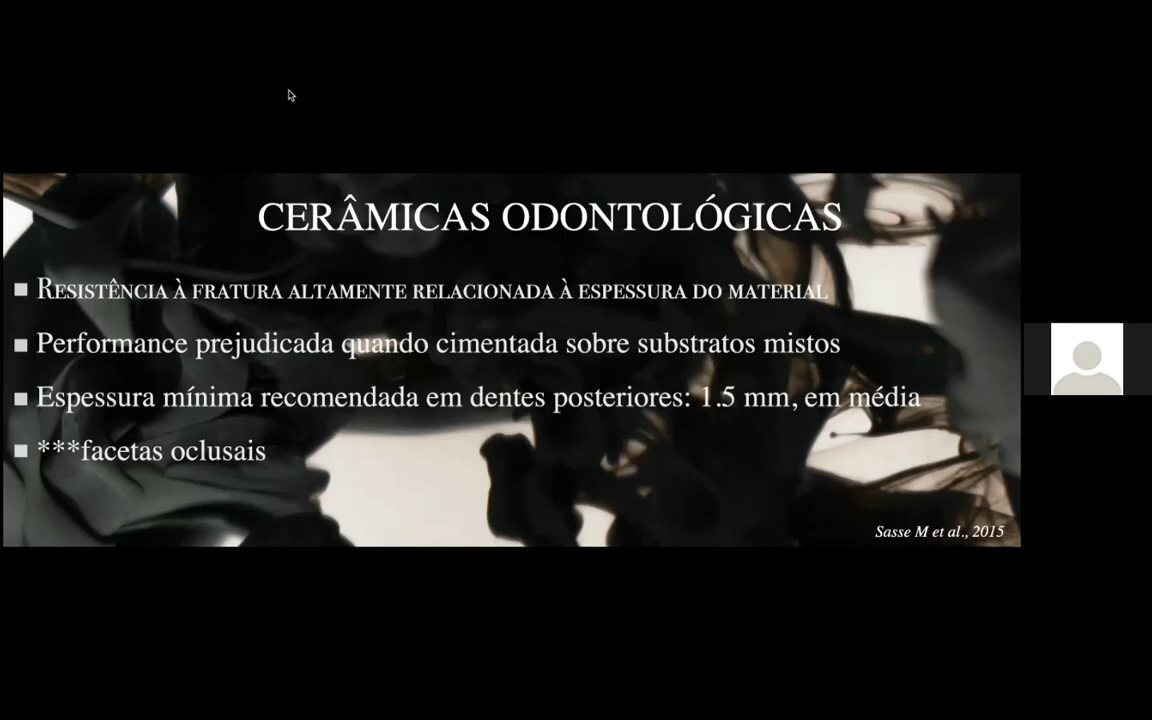 CERÂMICAS ODONTOLÓGICAS
RESISTÊNCIA À FRATURA ALTAMENTE RELACIONADA À ESPESSURA DO MATERIAL
Performance prejudicada quando cimentada sobre substratos mistos
Espessura mínima recomendada em dentes posteriores: 1.5 mm, em média
***facetas oclusais
Sasse M et al., 2015